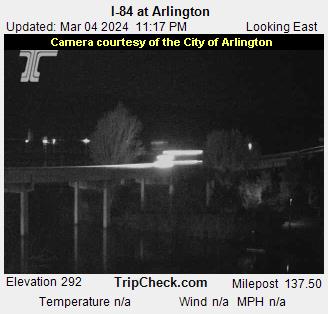 I-84 at Arlington
Updated: Mar 04 2024 11:17 PM Looking East
Camera courtesy of the City of Arlington
Elevation 292 TripCheck.com Milepost 137.50
Temperature n/a Wind n/a MPH n/a